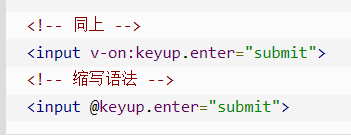 <!-- 同上 -->
<input v-on:keyup.enter="submit">
<!-- 缩写语法 -->
<input @keyup.enter="submit">